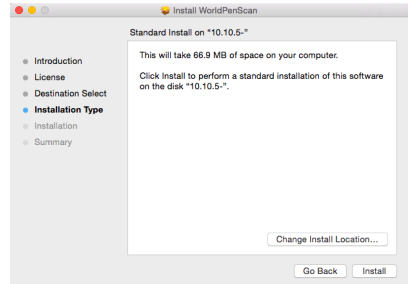 Install WorldPenScan
Standard Install on “10.10.5-”
Introduction
License
Destination Select
Installation Type
Installation
Summary
This will take 66.9 MB of space on your computer.
Click Install to perform a standard installation of this software
on the disk “10.10.5-”.
Change Install Location...
Go Back
Install